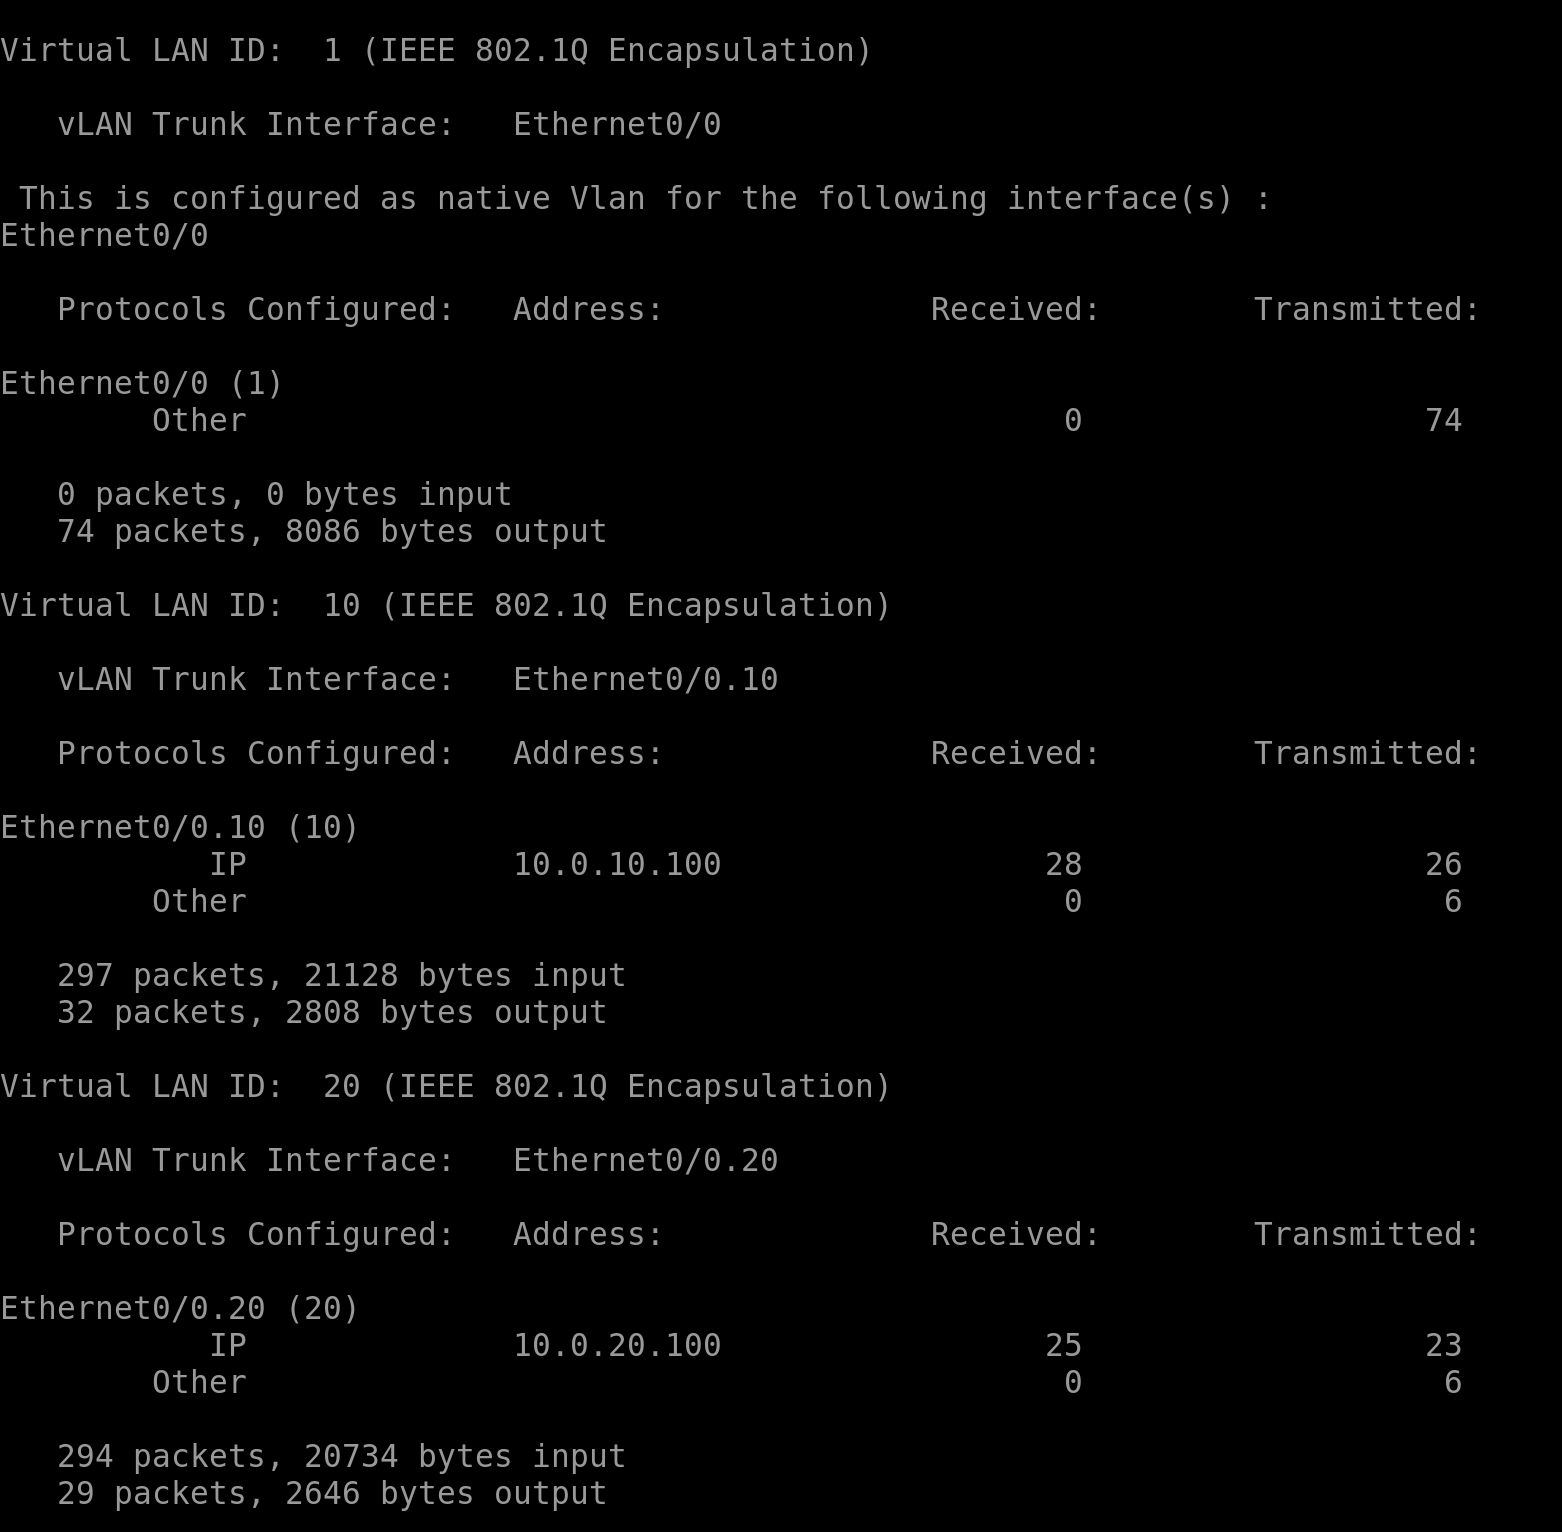 Virtual LAN ID:  1 (IEEE 802.1Q Encapsulation)
   vLAN Trunk Interface:   Ethernet0/0
 This is configured as native Vlan for the following interface(s) :
Ethernet0/0
   Protocols Configured:   Address:              Received:        Transmitted:
Ethernet0/0 (1)
        Other                                           0                  74
   0 packets, 0 bytes input
   74 packets, 8086 bytes output
Virtual LAN ID:  10 (IEEE 802.1Q Encapsulation)
   vLAN Trunk Interface:   Ethernet0/0.10
   Protocols Configured:   Address:              Received:        Transmitted:
Ethernet0/0.10 (10)
           IP              10.0.10.100                 28                  26
        Other                                           0                   6
   297 packets, 21128 bytes input
   32 packets, 2808 bytes output
Virtual LAN ID:  20 (IEEE 802.1Q Encapsulation)
   vLAN Trunk Interface:   Ethernet0/0.20
   Protocols Configured:   Address:              Received:        Transmitted:
Ethernet0/0.20 (20)
           IP              10.0.20.100                 25                  23
        Other                                           0                   6
   294 packets, 20734 bytes input
   29 packets, 2646 bytes output